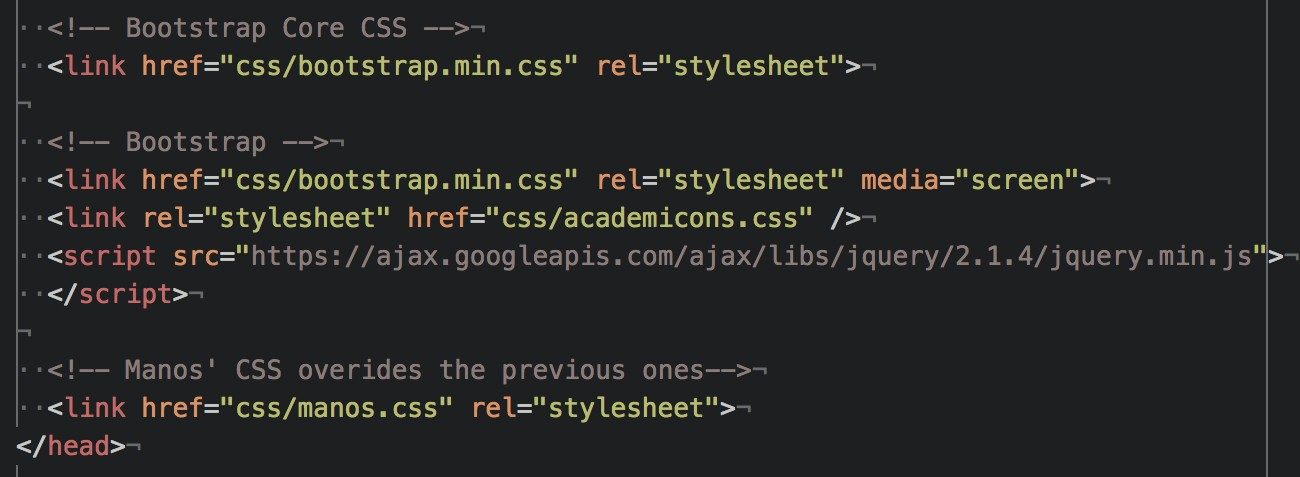 <!-- Bootstrap Core CSS -->
<link href="css/bootstrap.min.css" rel="stylesheet">
<!-- Bootstrap -->
<link href="css/bootstrap.min.css" rel="stylesheet" media="screen">
<link rel="stylesheet" href="css/academicons.css" />
<script src="https://ajax.googleapis.com/ajax/libs/jquery/2.1.4/jquery.min.js">
</script>
<!-- Manos' CSS overides the previous ones-->
<link href="css/manos.css" rel="stylesheet">
</head>